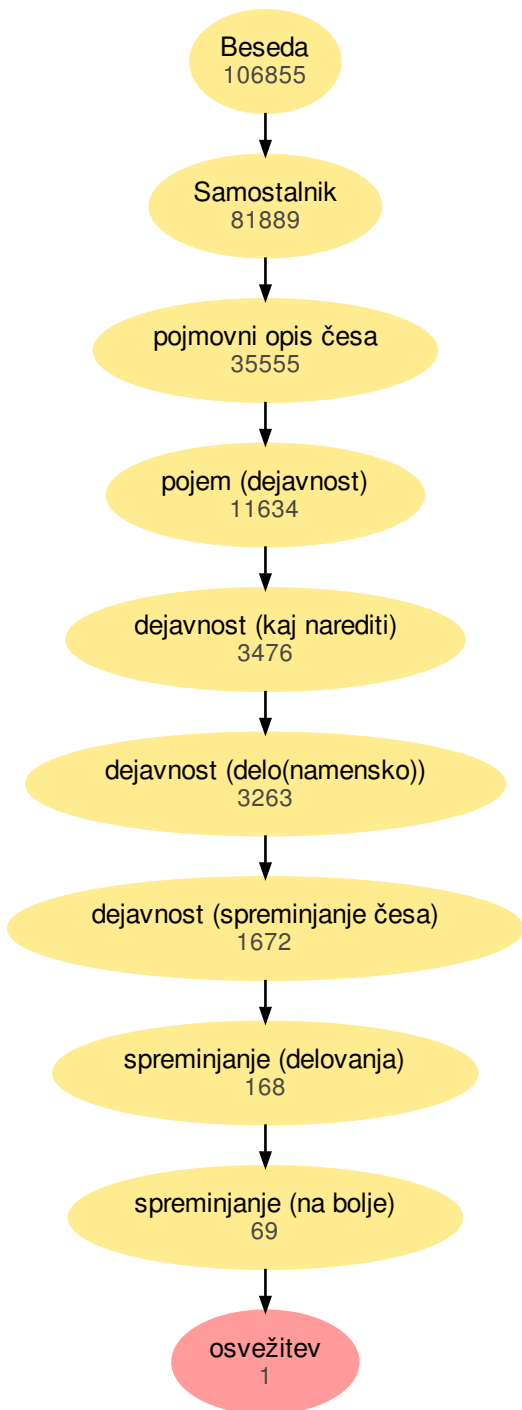 Beseda
106855
Samostalnik
81889
pojmovni opis česa
35555
pojem (dejavnost)
11634
dejavnost (kaj narediti)
3476
dejavnost (delo(namensko))
3263
dejavnost (spreminjanje česa)
1672
spreminjanje (delovanja)
168
spreminjanje (na bolje)
69
osvežitev
1